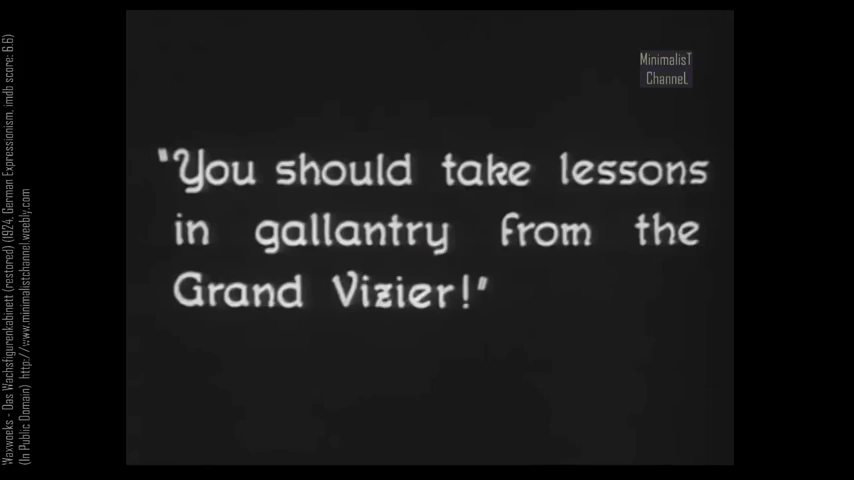 "You should take lessons
in gallantry from the
Grand Vizier!"
MinimalisT
ChanneL
Waxwoeks - Das Wachsfigurenkabinett (restored) (1924, German Expressionism, imdb score: 6.6)
(In Public Domain) http://www.minimalistchannel.weebly.com